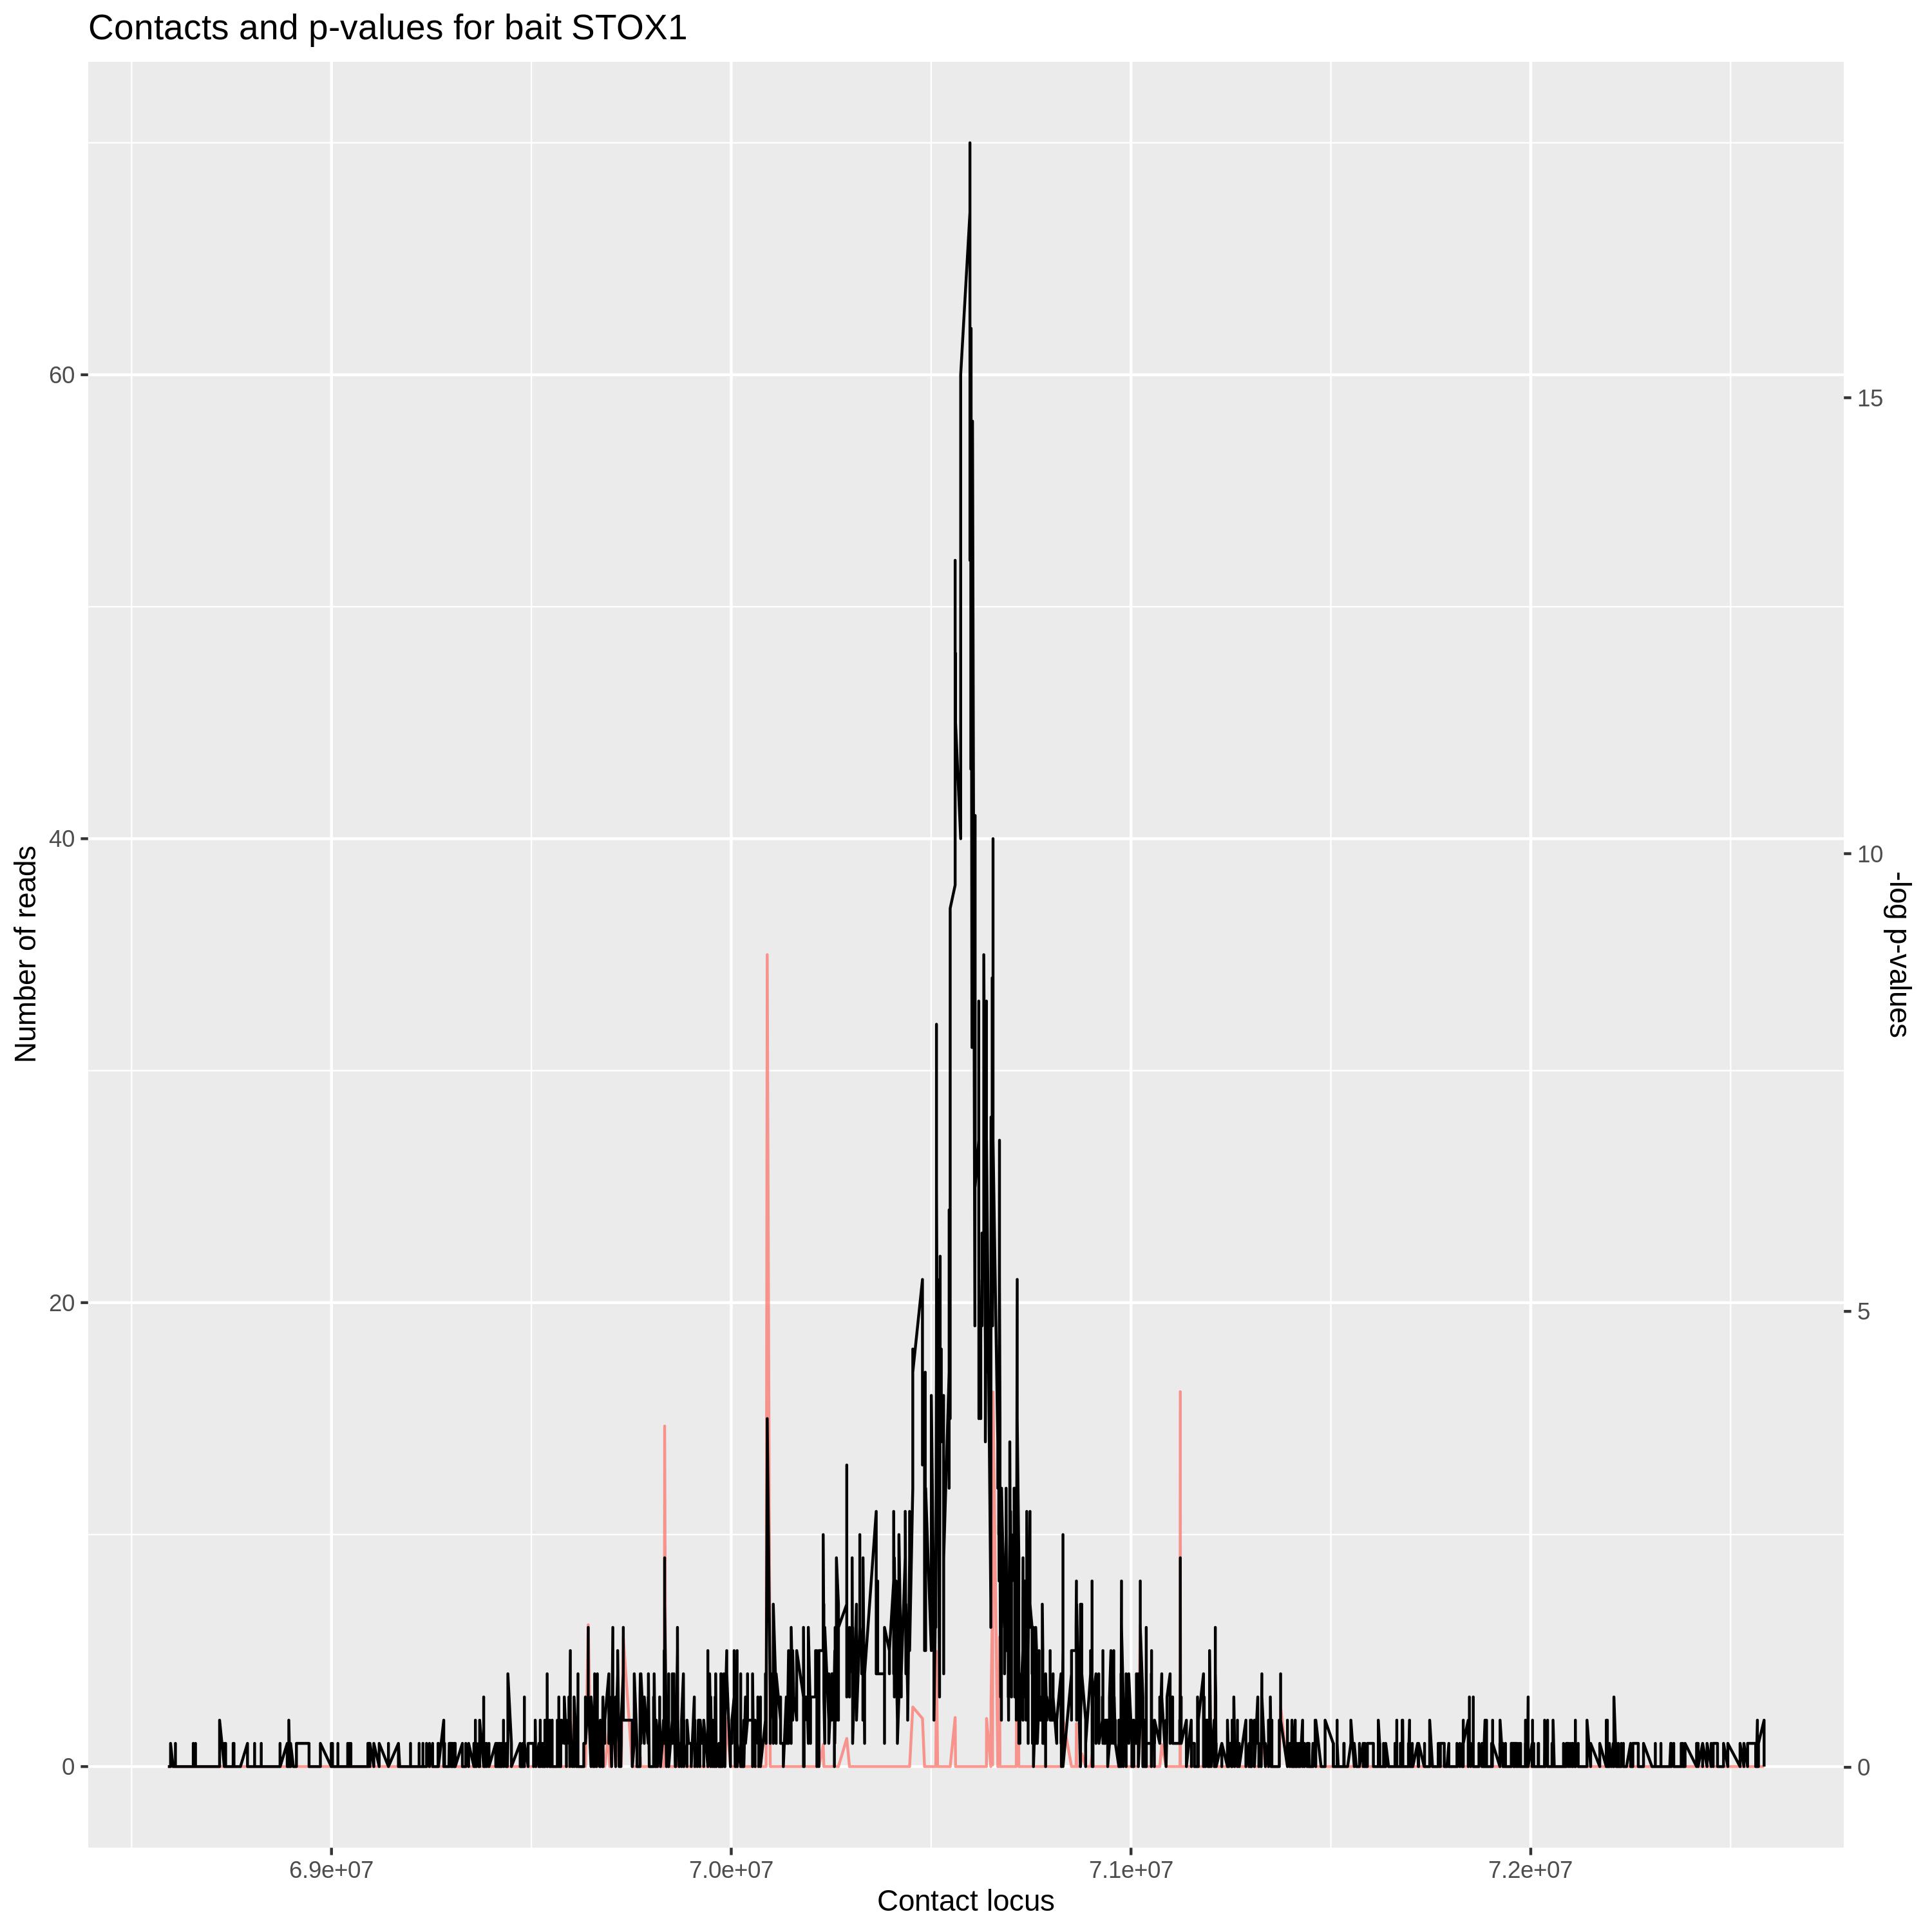 Contacts and p-values for bait STOX1
60
40
20
0
15
10
5
0
Number of reads
-log p-values
6.9e+07 7.0e+07 7.1e+07 7.2e+07
Contact locus